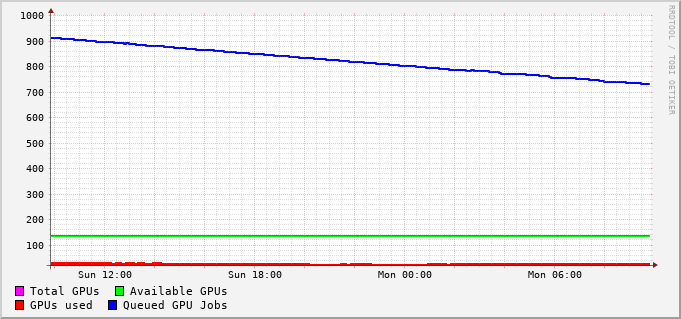 1000
900
800
700
600
500
400
300
200
100
Sun 12:00 Sun 18:00 Mon 00:00 Mon 06:00
Total GPUs Available GPUs
GPUs used Queued GPU Jobs
RRDTOOL / TOBI OETIKER